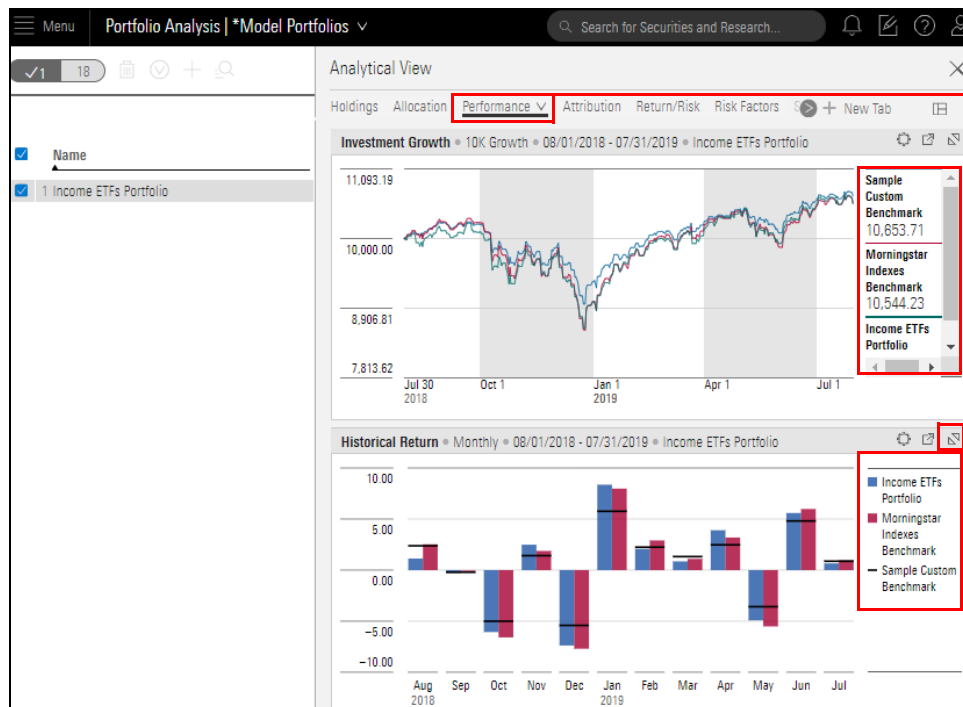 Menu
Portfolio Analysis | *Model Portfolios
Search for Securities and Research...
✓1 18
Name
1 Income ETFs Portfolio
Analytical View
Holdings Allocation Performance Attribution Return/Risk Risk Factors S + New Tab
Investment Growth • 10K Growth • 08/01/2018 - 07/31/2019 • Income ETFs Portfolio
11,093.19
10,000.00
8,906.81
7,813.62
Jul 30 Oct 1 Jan 1 Apr 1 Jul 1
2018 2019
Sample
Custom
Benchmark
10,653.71
Morningstar
Indexes
Benchmark
10,544.23
Income ETFs
Portfolio
Historical Return • Monthly • 08/01/2018 - 07/31/2019 • Income ETFs Portfolio
10.00
5.00
0.00
−5.00
−10.00
Aug Sep Oct Nov Dec Jan Feb Mar Apr May Jun Jul
2018 2019
Income ETFs
Portfolio
Morningstar
Indexes
Benchmark
Sample Custom
Benchmark